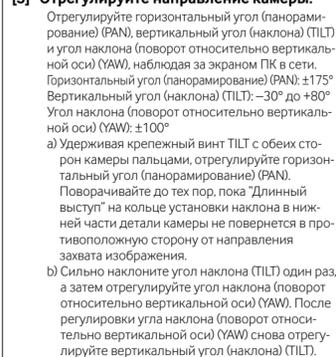 [3] Отрегулируйте направление камеры.
Отрегулируйте горизонтальный угол (панорами-
рование) (PAN), вертикальный угол (наклона) (TILT)
и угол наклона (поворот относительно вертикаль-
ной оси) (YAW), наблюдая за экраном ПК в сети.
Горизонтальный угол (панорамирование) (PAN): ±175°
Вертикальный угол (наклона) (TILT): –30° до +80°
Угол наклона (поворот относительно вертикаль-
ной оси) (YAW): ±100°
a) Удерживая крепежный винт TILT с обеих сто-
рон камеры пальцами, отрегулируйте горизон-
тальный угол (панорамирование) (PAN).
Поворачивайте до тех пор, пока "Длинный
выступ" на кольце установки наклона в ниж-
ней части детали камеры не повернется в про-
тивоположную сторону от направления
захвата изображения.
b) Сильно наклоните угол наклона (TILT) один раз,
а затем отрегулируйте угол наклона (поворот
относительно вертикальной оси) (YAW). После
регулировки угла наклона (поворот относи-
тельно вертикальной оси) (YAW) снова отрегу-
лируйте вертикальный угол (наклона) (TILT).